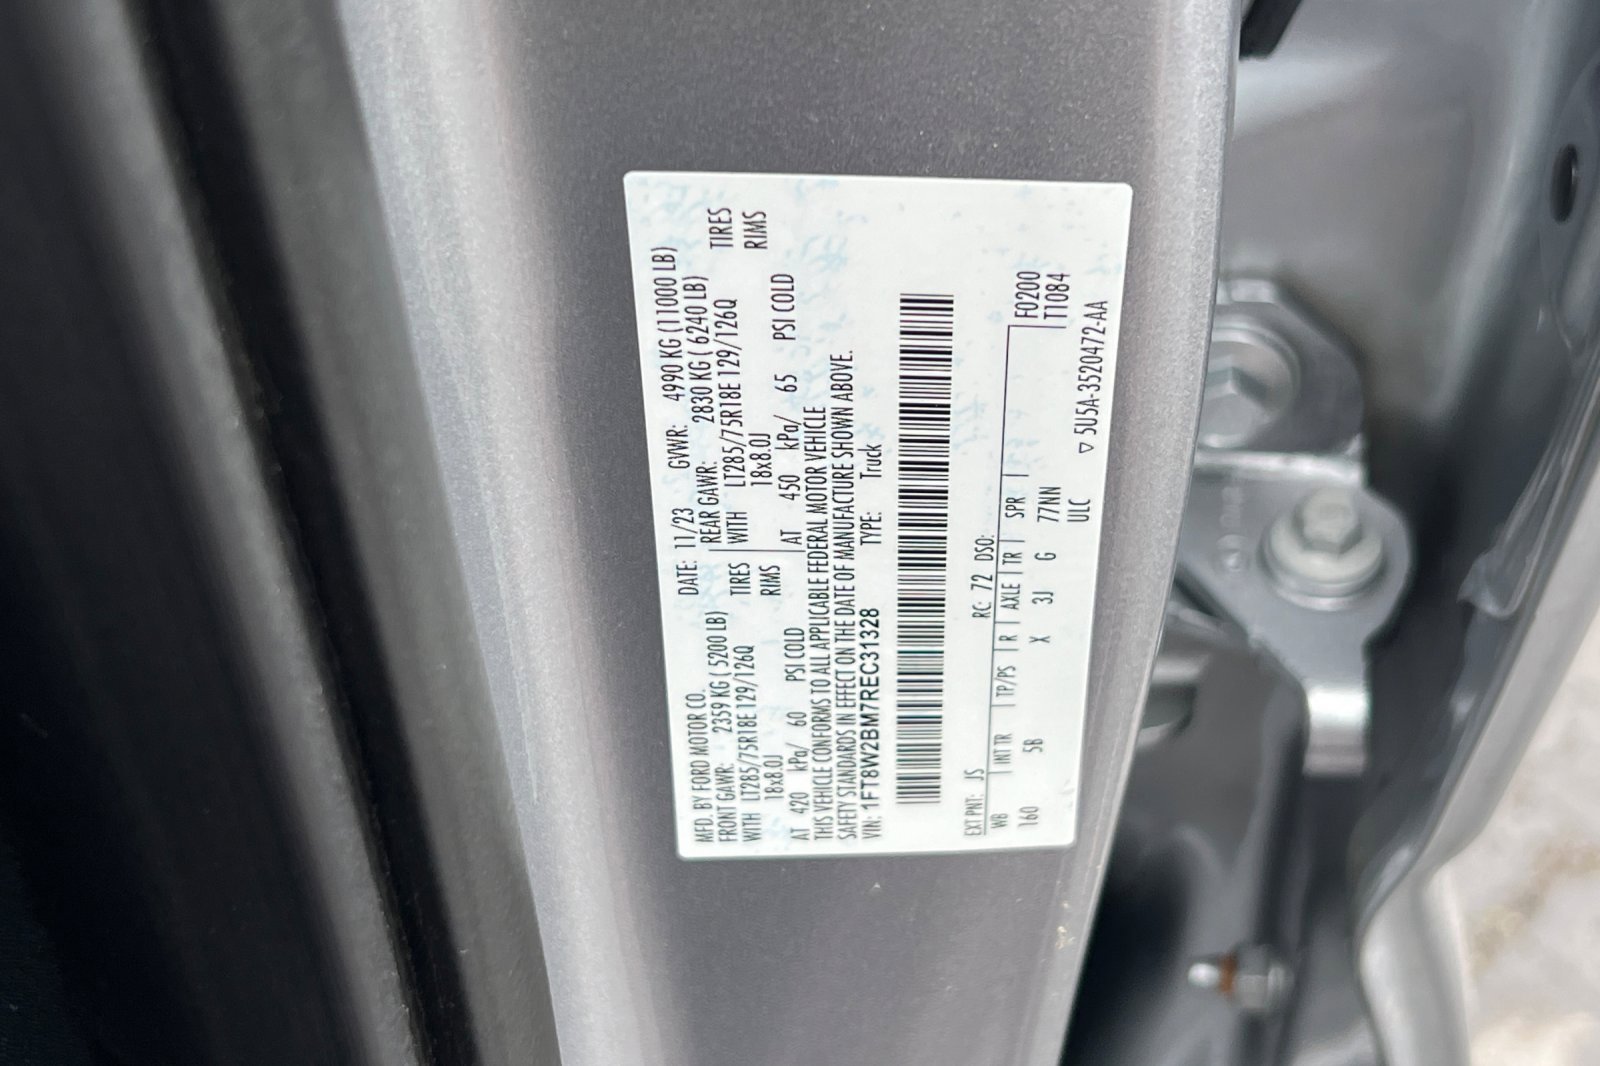 MFD. BY FORD MOTOR CO.
DATE: 11/23 GVWR: 4990 KG (11000 LB)
FRONT GAWR: 2359 KG ( 5200 LB) REAR GAWR: 2830 KG ( 6240 LB)
WITH LT285/75R18E 129/126Q TIRES WITH LT285/75R18E 129/126Q TIRES
18x8.0J RIMS 18x8.0J RIMS
AT 420 kPa/ 60 PSI COLD AT 450 kPa/ 65 PSI COLD
THIS VEHICLE CONFORMS TO ALL APPLICABLE FEDERAL MOTOR VEHICLE
SAFETY STANDARDS IN EFFECT ON THE DATE OF MANUFACTURE SHOWN ABOVE.
VIN: 1FT8W2BM7REC31328 TYPE: Truck
EXT PNT: JS RC: 72 DSO:
WB INT TR TP/PS R AXLE TR SPR F0200
160 5B X 3J G 77NN T1084
ULC ▽ 5U5A-3520472-AA